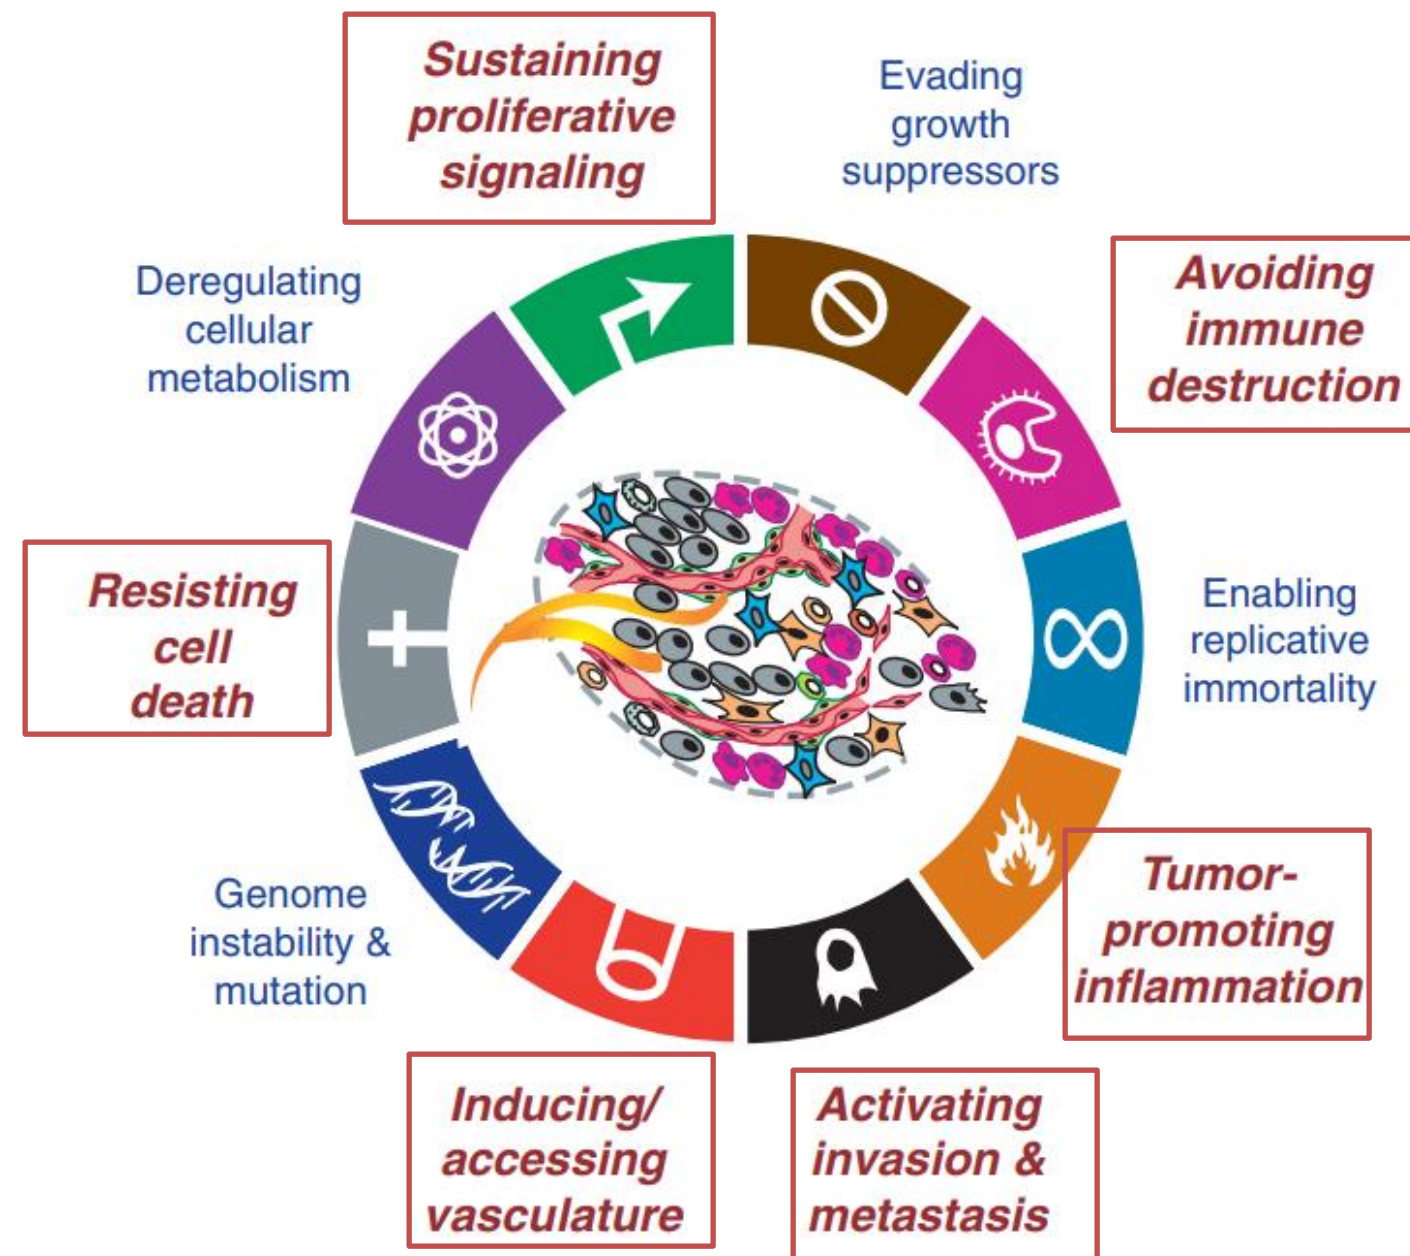 Sustaining
proliferative
signaling
Evading
growth
suppressors
Avoiding
immune
destruction
Enabling
replicative
immortality
Tumor-
promoting
inflammation
Activating
invasion &
metastasis
Inducing/
accessing
vasculature
Genome
instability &
mutation
Resisting
cell
death
Deregulating
cellular
metabolism